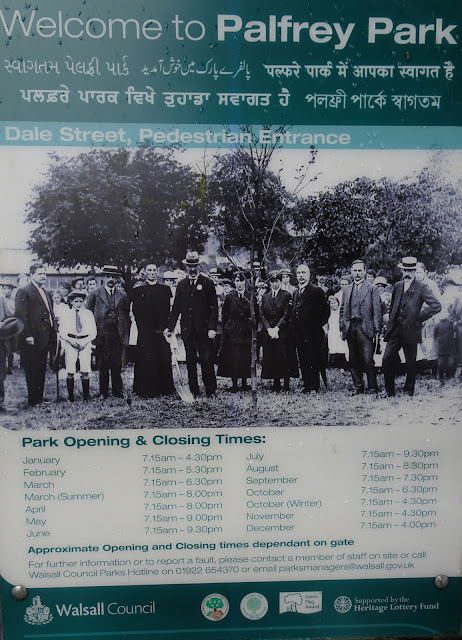 Welcome to Palfrey Park
સ્વાગતમ પેલફ્રી પાર્ક پالفرے پارک میں خوش آمدید पल्फरे पार्क में आपका स्वागत है
ਪਲਫਰੇ ਪਾਰਕ ਵਿਖੇ ਤੁਹਾਡਾ ਸਵਾਗਤ ਹੈ পলফ্রী পার্কে স্বাগতম
Dale Street, Pedestrian Entrance
Park Opening & Closing Times:
January 7.15am – 4.30pm
February 7.15am – 5.30pm
March 7.15am – 6.30pm
March (Summer) 7.15am – 8.00pm
April 7.15am – 8.00pm
May 7.15am – 9.00pm
June 7.15am – 9.30pm
July 7.15am – 9.30pm
August 7.15am – 8.30pm
September 7.15am – 7.30pm
October 7.15am – 6.30pm
October (Winter) 7.15am – 4.30pm
November 7.15am – 4.30pm
December 7.15am – 4.00pm
Approximate Opening and Closing times dependant on gate
For further information or to report a fault, please contact a member of staff on site or call
Walsall Council Parks Hotline on 01922 654370 or email parksmanagers@walsall.gov.uk
Walsall Council
Green Flag Award
Supported by the
Heritage Lottery Fund